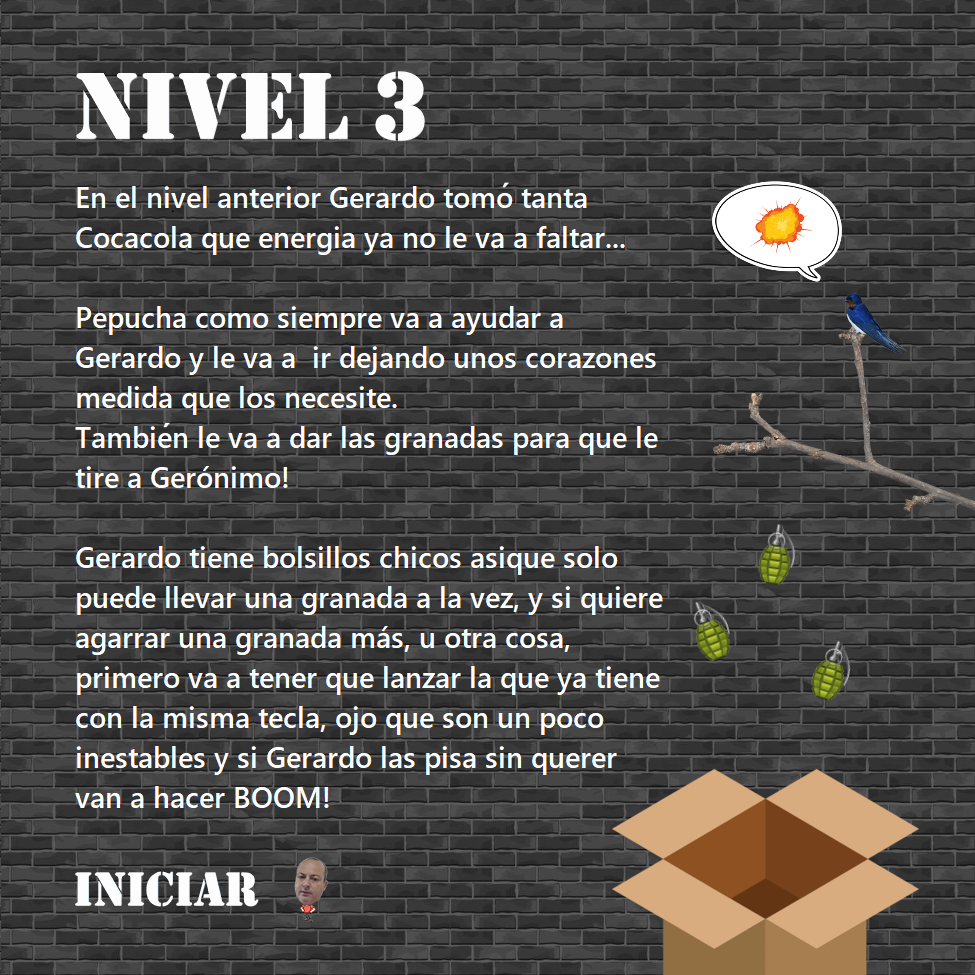 NIVEL 3
En el nivel anterior Gerardo tomó tanta
Cocacola que energia ya no le va a faltar...
Pepucha como siempre va a ayudar a
Gerardo y le va a  ir dejando unos corazones
medida que los necesite.
También le va a dar las granadas para que le
tire a Gerónimo!
Gerardo tiene bolsillos chicos asique solo
puede llevar una granada a la vez, y si quiere
agarrar una granada más, u otra cosa,
primero va a tener que lanzar la que ya tiene
con la misma tecla, ojo que son un poco
inestables y si Gerardo las pisa sin querer
van a hacer BOOM!
INICIAR